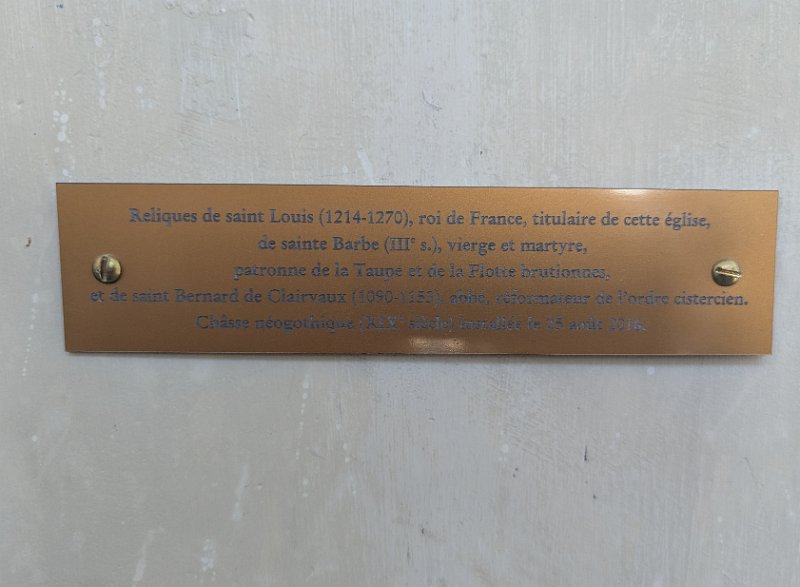 Reliques de saint Louis (1214-1270), roi de France, titulaire de cette église,
de sainte Barbe (IIIe s.), vierge et martyre,
patronne de la Taupe et de la Flotte brutionnes,
et de saint Bernard de Clairvaux (1090-1153), abbé, réformateur de l'ordre cistercien.
Châsse néogothique (XIXe siècle) installée le 25 août 2016.